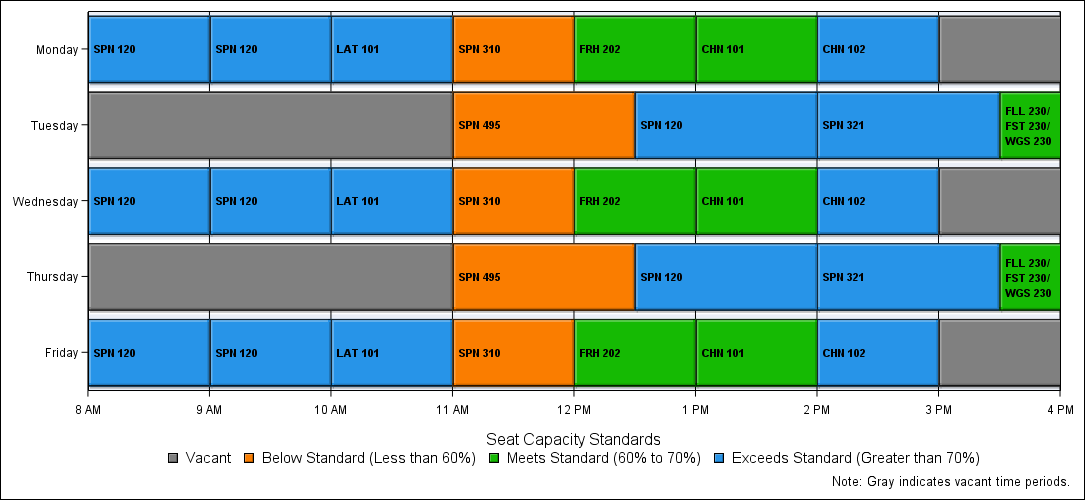 Monday
SPN 120
SPN 120
LAT 101
SPN 310
FRH 202
CHN 101
CHN 102
Tuesday
SPN 495
SPN 120
SPN 321
FLL 230/
FST 230/
WGS 230
Wednesday
SPN 120
SPN 120
LAT 101
SPN 310
FRH 202
CHN 101
CHN 102
Thursday
SPN 495
SPN 120
SPN 321
FLL 230/
FST 230/
WGS 230
Friday
SPN 120
SPN 120
LAT 101
SPN 310
FRH 202
CHN 101
CHN 102
8 AM 9 AM 10 AM 11 AM 12 PM 1 PM 2 PM 3 PM 4 PM
Seat Capacity Standards
Vacant Below Standard (Less than 60%) Meets Standard (60% to 70%) Exceeds Standard (Greater than 70%)
Note: Gray indicates vacant time periods.